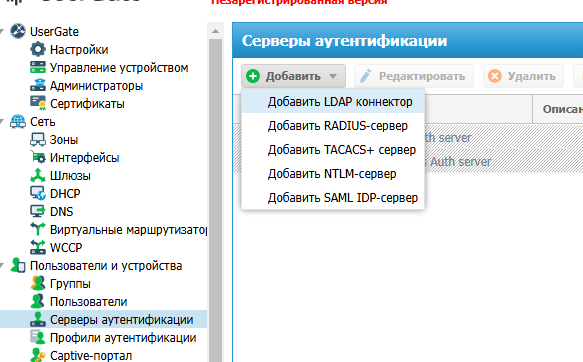 Незарегистрированная версия
UserGate
Настройки
Управление устройством
Администраторы
Сертификаты
Сеть
Зоны
Интерфейсы
Шлюзы
DHCP
DNS
Виртуальные маршрутизатор
WCCP
Пользователи и устройства
Группы
Пользователи
Серверы аутентификации
Профили аутентификации
Captive-портал
Серверы аутентификации
Добавить Редактировать Удалить
Добавить LDAP коннектор
Добавить RADIUS-сервер
Добавить TACACS+ сервер
Добавить NTLM-сервер
Добавить SAML IDP-сервер
Описан
th server
s Auth server